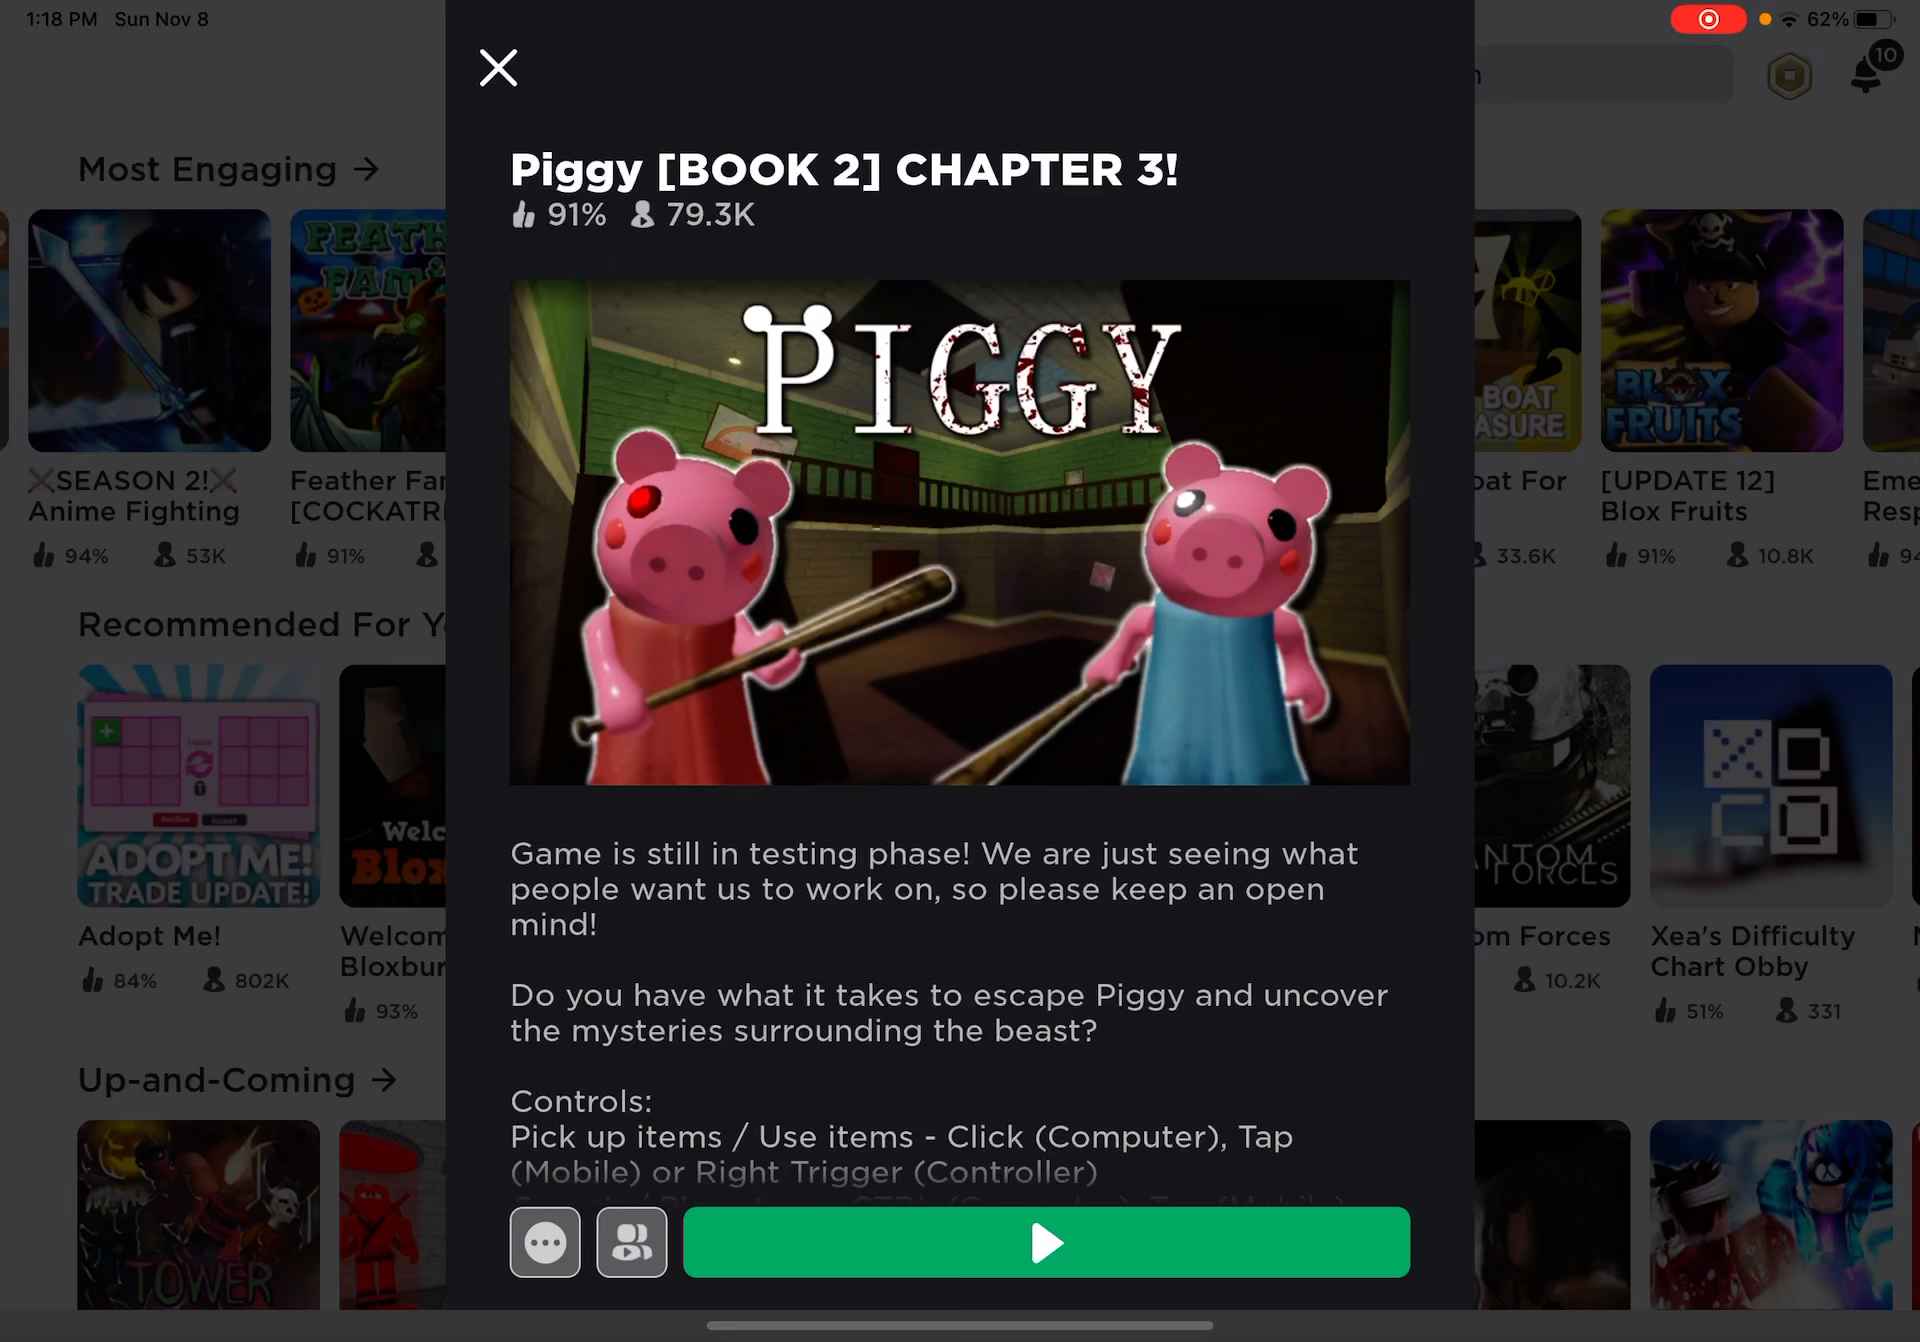 1:18 PM Sun Nov 8
62%
10
Most Engaging →
Piggy [BOOK 2] CHAPTER 3!
91% 79.3K
PIGGY
FEATH
FAMI
BOAT
ASURE
BLOX
FRUITS
⚔SEASON 2!⚔
Anime Fighting
94% 53K
Feather Fa
[COCKATRI
91%
oat For
33.6K
[UPDATE 12]
Blox Fruits
91% 10.8K
Eme
Resp
94
Recommended For Y
ADOPT ME!
TRADE UPDATE!
Welc
Blox
NTOM
FORCES
Adopt Me!
84% 802K
Welcom
Bloxbur
93%
om Forces
10.2K
Xea's Difficulty
Chart Obby
51% 331
Game is still in testing phase! We are just seeing what
people want us to work on, so please keep an open
mind!
Do you have what it takes to escape Piggy and uncover
the mysteries surrounding the beast?
Controls:
Pick up items / Use items - Click (Computer), Tap
(Mobile) or Right Trigger (Controller)
Up-and-Coming →
TOWER